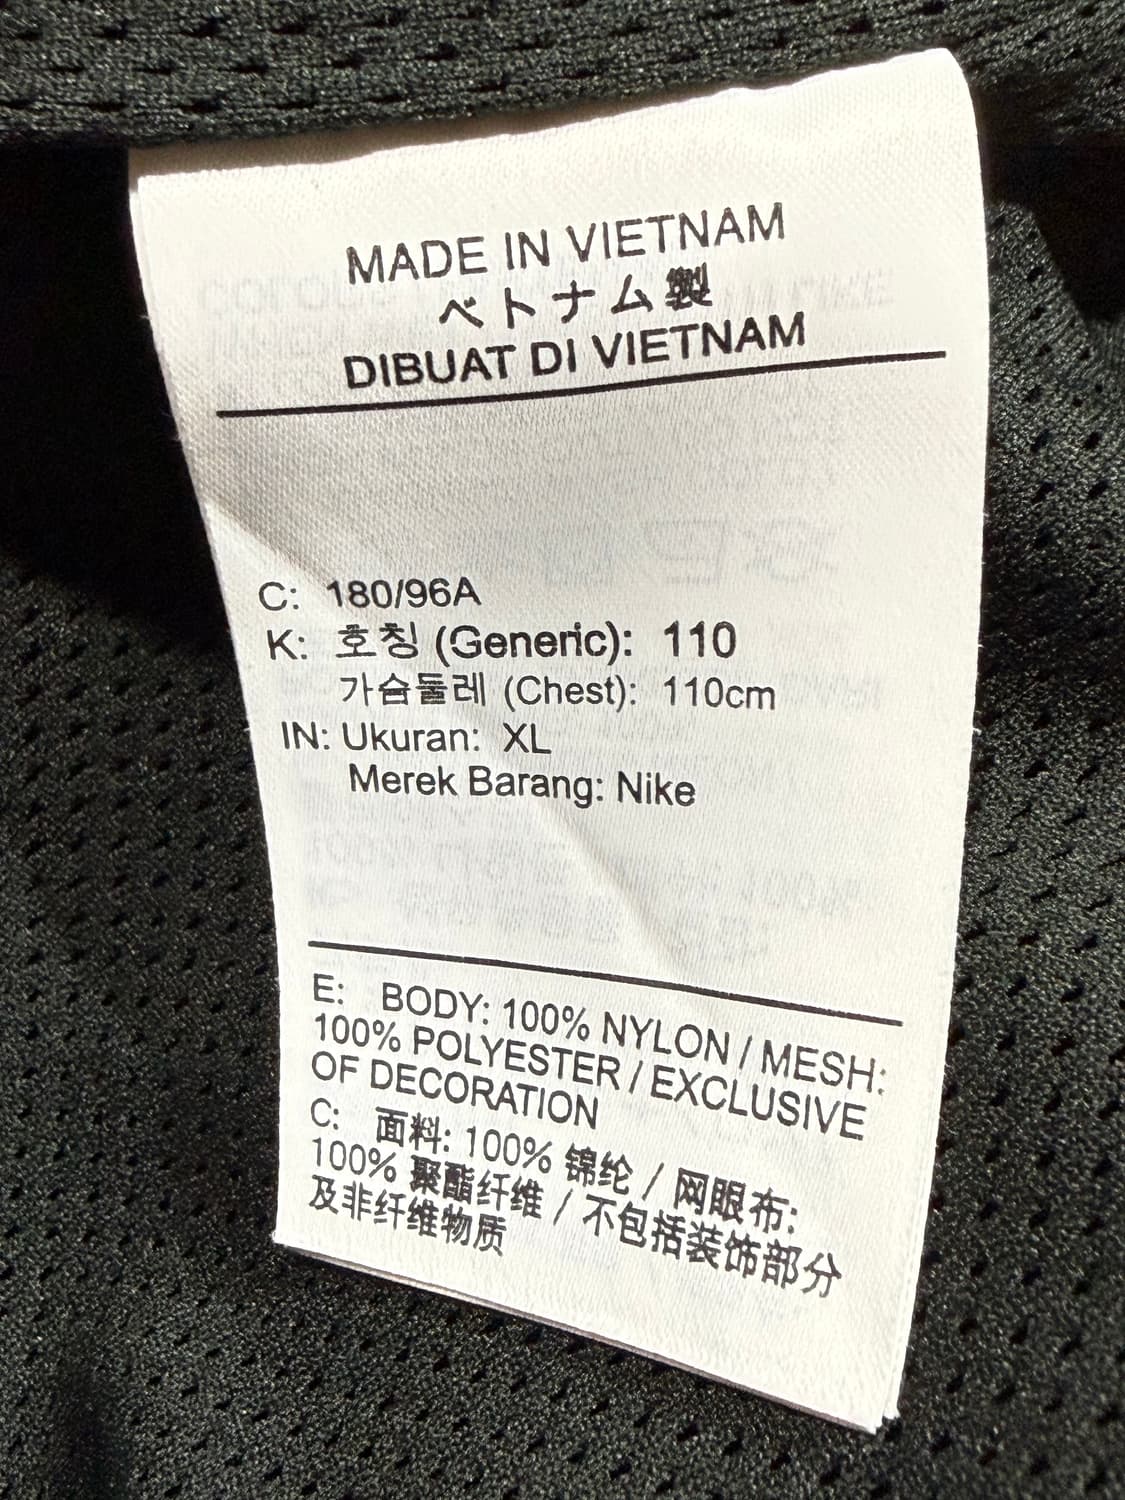 MADE IN VIETNAM
ベトナム製
DIBUAT DI VIETNAM
C: 180/96A
K: 호칭 (Generic): 110
가슴둘레 (Chest): 110cm
IN: Ukuran: XL
Merek Barang: Nike
E: BODY: 100% NYLON / MESH:
100% POLYESTER / EXCLUSIVE
OF DECORATION
C: 面料: 100% 锦纶 / 网眼布:
100% 聚酯纤维 / 不包括装饰部分
及非纤维物质